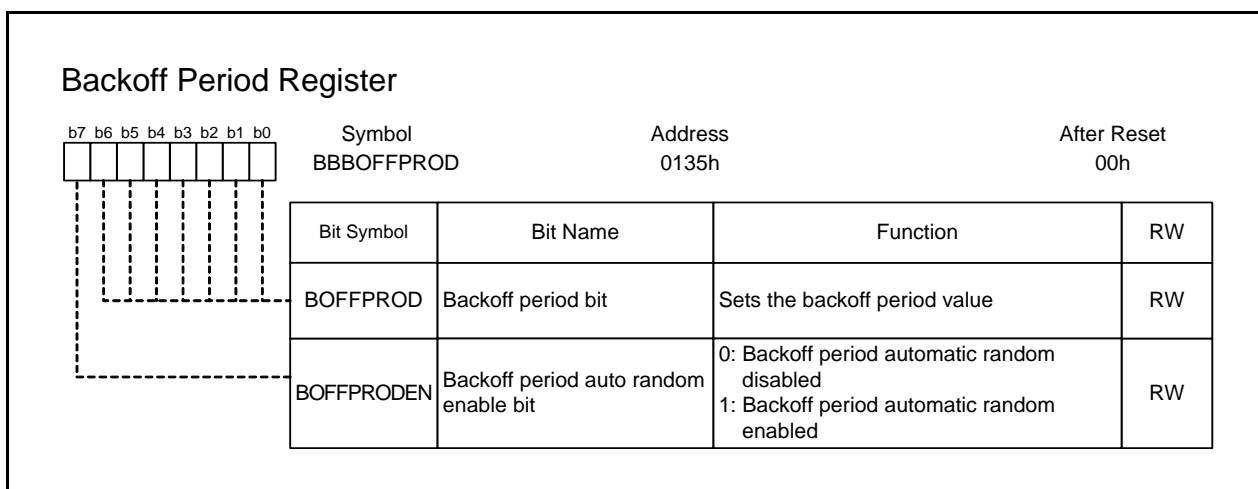 Backoff Period Register
b7 b6 b5 b4 b3 b2 b1 b0
Symbol Address After Reset
BBBOFFPROD 0135h 00h
Bit Symbol Bit Name Function RW
BOFFPROD Backoff period bit Sets the backoff period value RW
BOFFPRODEN Backoff period auto random
enable bit
0: Backoff period automatic random
disabled
1: Backoff period automatic random
enabled
RW